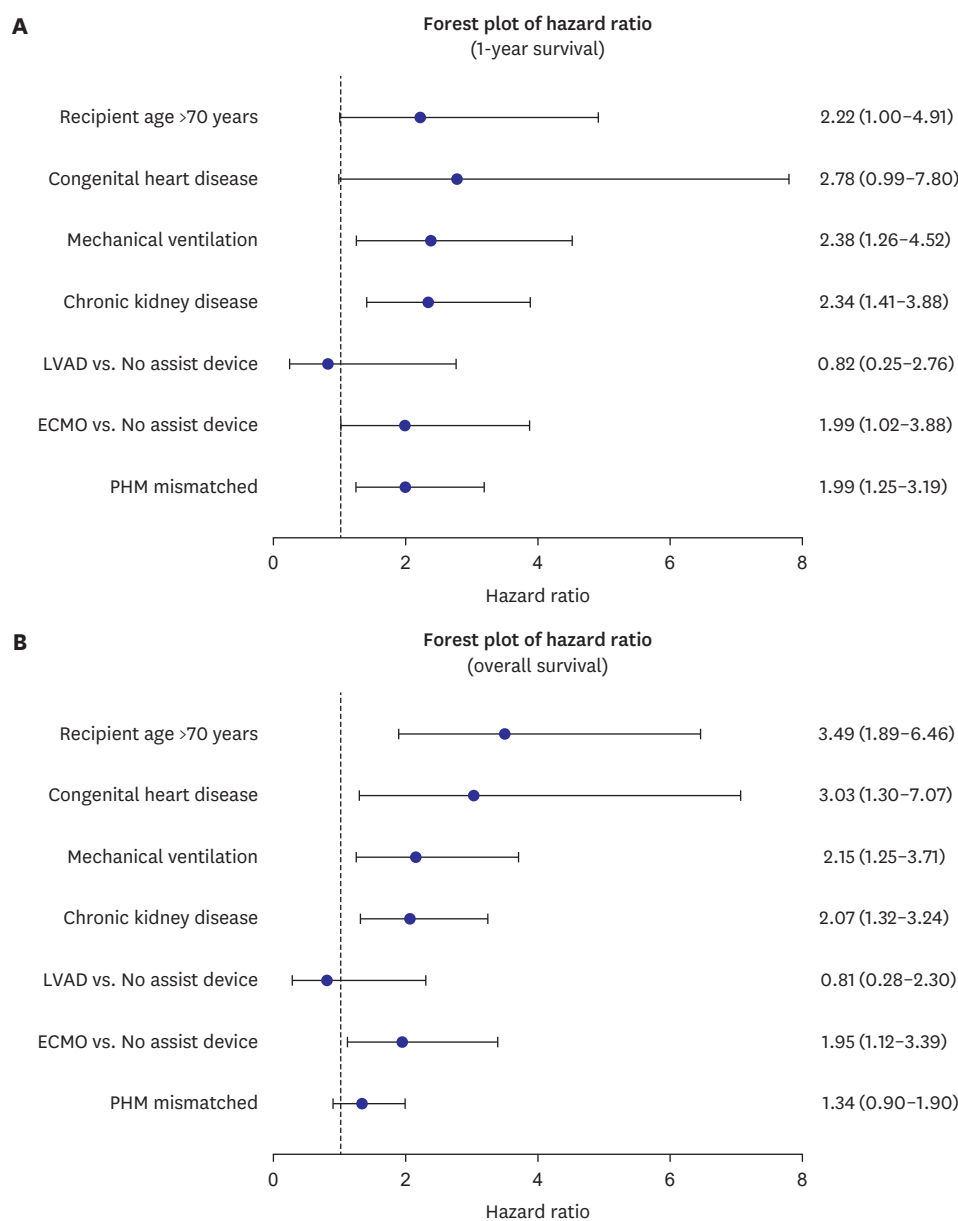 A
Forest plot of hazard ratio
(1-year survival)
Recipient age >70 years 2.22 (1.00–4.91)
Congenital heart disease 2.78 (0.99–7.80)
Mechanical ventilation 2.38 (1.26–4.52)
Chronic kidney disease 2.34 (1.41–3.88)
LVAD vs. No assist device 0.82 (0.25–2.76)
ECMO vs. No assist device 1.99 (1.02–3.88)
PHM mismatched 1.99 (1.25–3.19)
0 2 4 6 8
Hazard ratio
B
Forest plot of hazard ratio
(overall survival)
Recipient age >70 years 3.49 (1.89–6.46)
Congenital heart disease 3.03 (1.30–7.07)
Mechanical ventilation 2.15 (1.25–3.71)
Chronic kidney disease 2.07 (1.32–3.24)
LVAD vs. No assist device 0.81 (0.28–2.30)
ECMO vs. No assist device 1.95 (1.12–3.39)
PHM mismatched 1.34 (0.90–1.90)
0 2 4 6 8
Hazard ratio